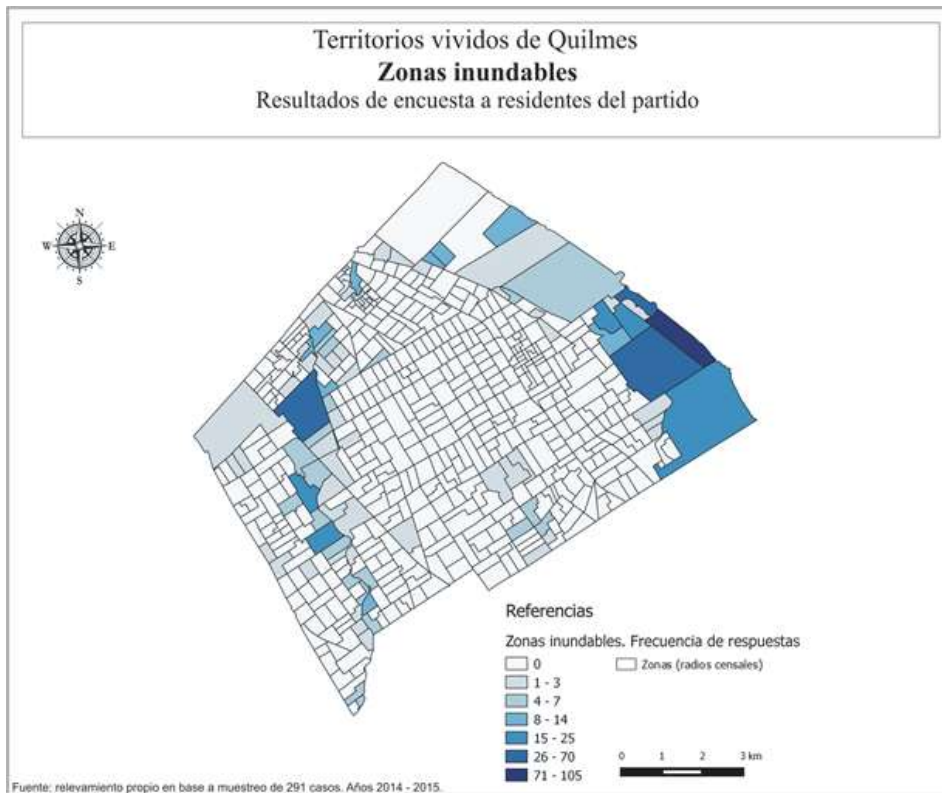 Territorios vividos de Quilmes
Zonas inundables
Resultados de encuesta a residentes del partido
N
W E
S
Referencias
Zonas inundables. Frecuencia de respuestas
0 Zonas (radios censales)
1 - 3
4 - 7
8 - 14
15 - 25
26 - 70
71 - 105
0 1 2 3 km
Fuente: relevamiento propio en base a muestreo de 291 casos. Años 2014 - 2015.